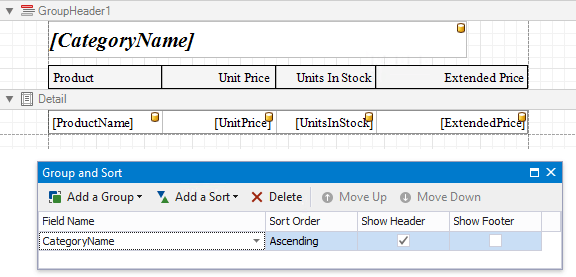 GroupHeader1
[CategoryName]
Product Unit Price Units In Stock Extended Price
Detail
[ProductName] [UnitPrice] [UnitsInStock] [ExtendedPrice]
Group and Sort
Add a Group Add a Sort Delete Move Up Move Down
Field Name Sort Order Show Header Show Footer
CategoryName Ascending